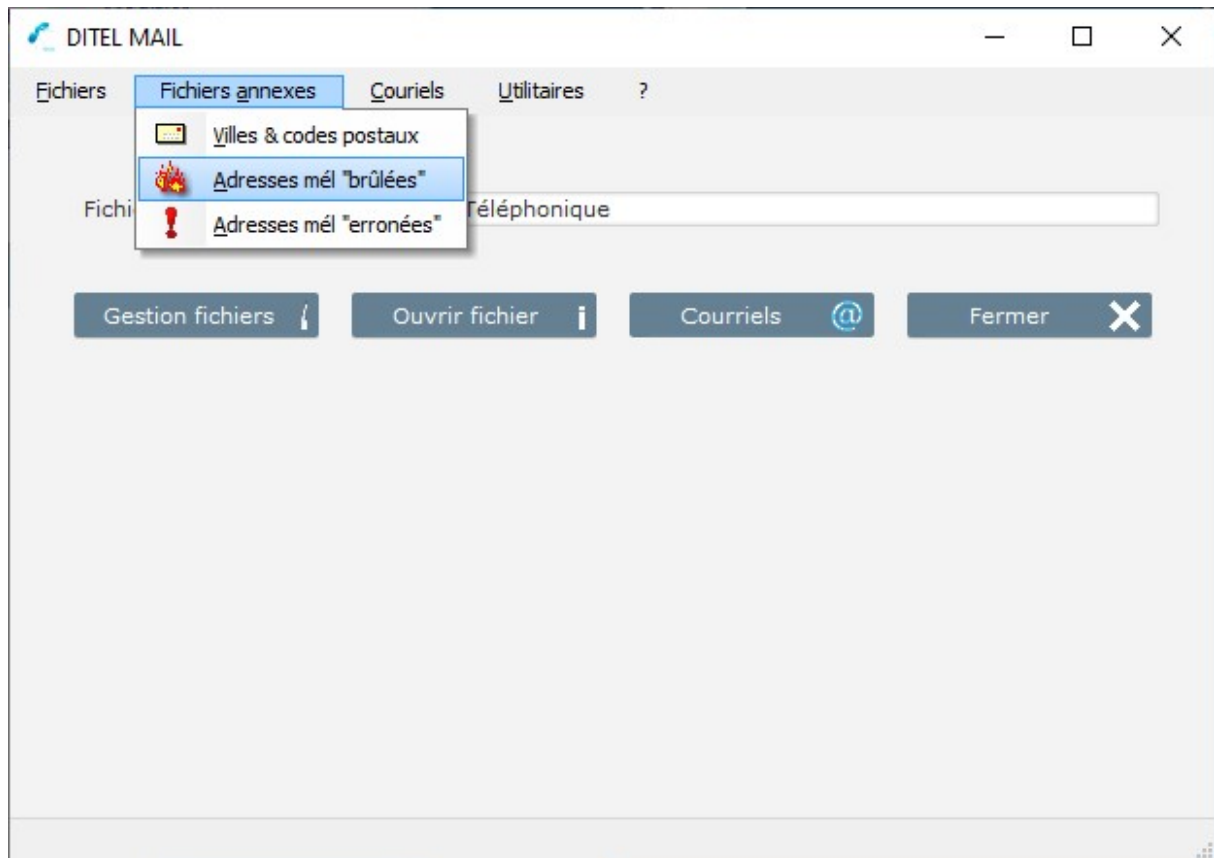 DITEL MAIL
Fichiers Fichiers annexes Couriels Utilitaires ?
Villes & codes postaux
Adresses mél "brûlées"
Fichi Téléphonique
Adresses mél "erronées"
Gestion fichiers Ouvrir fichier Courriels @ Fermer